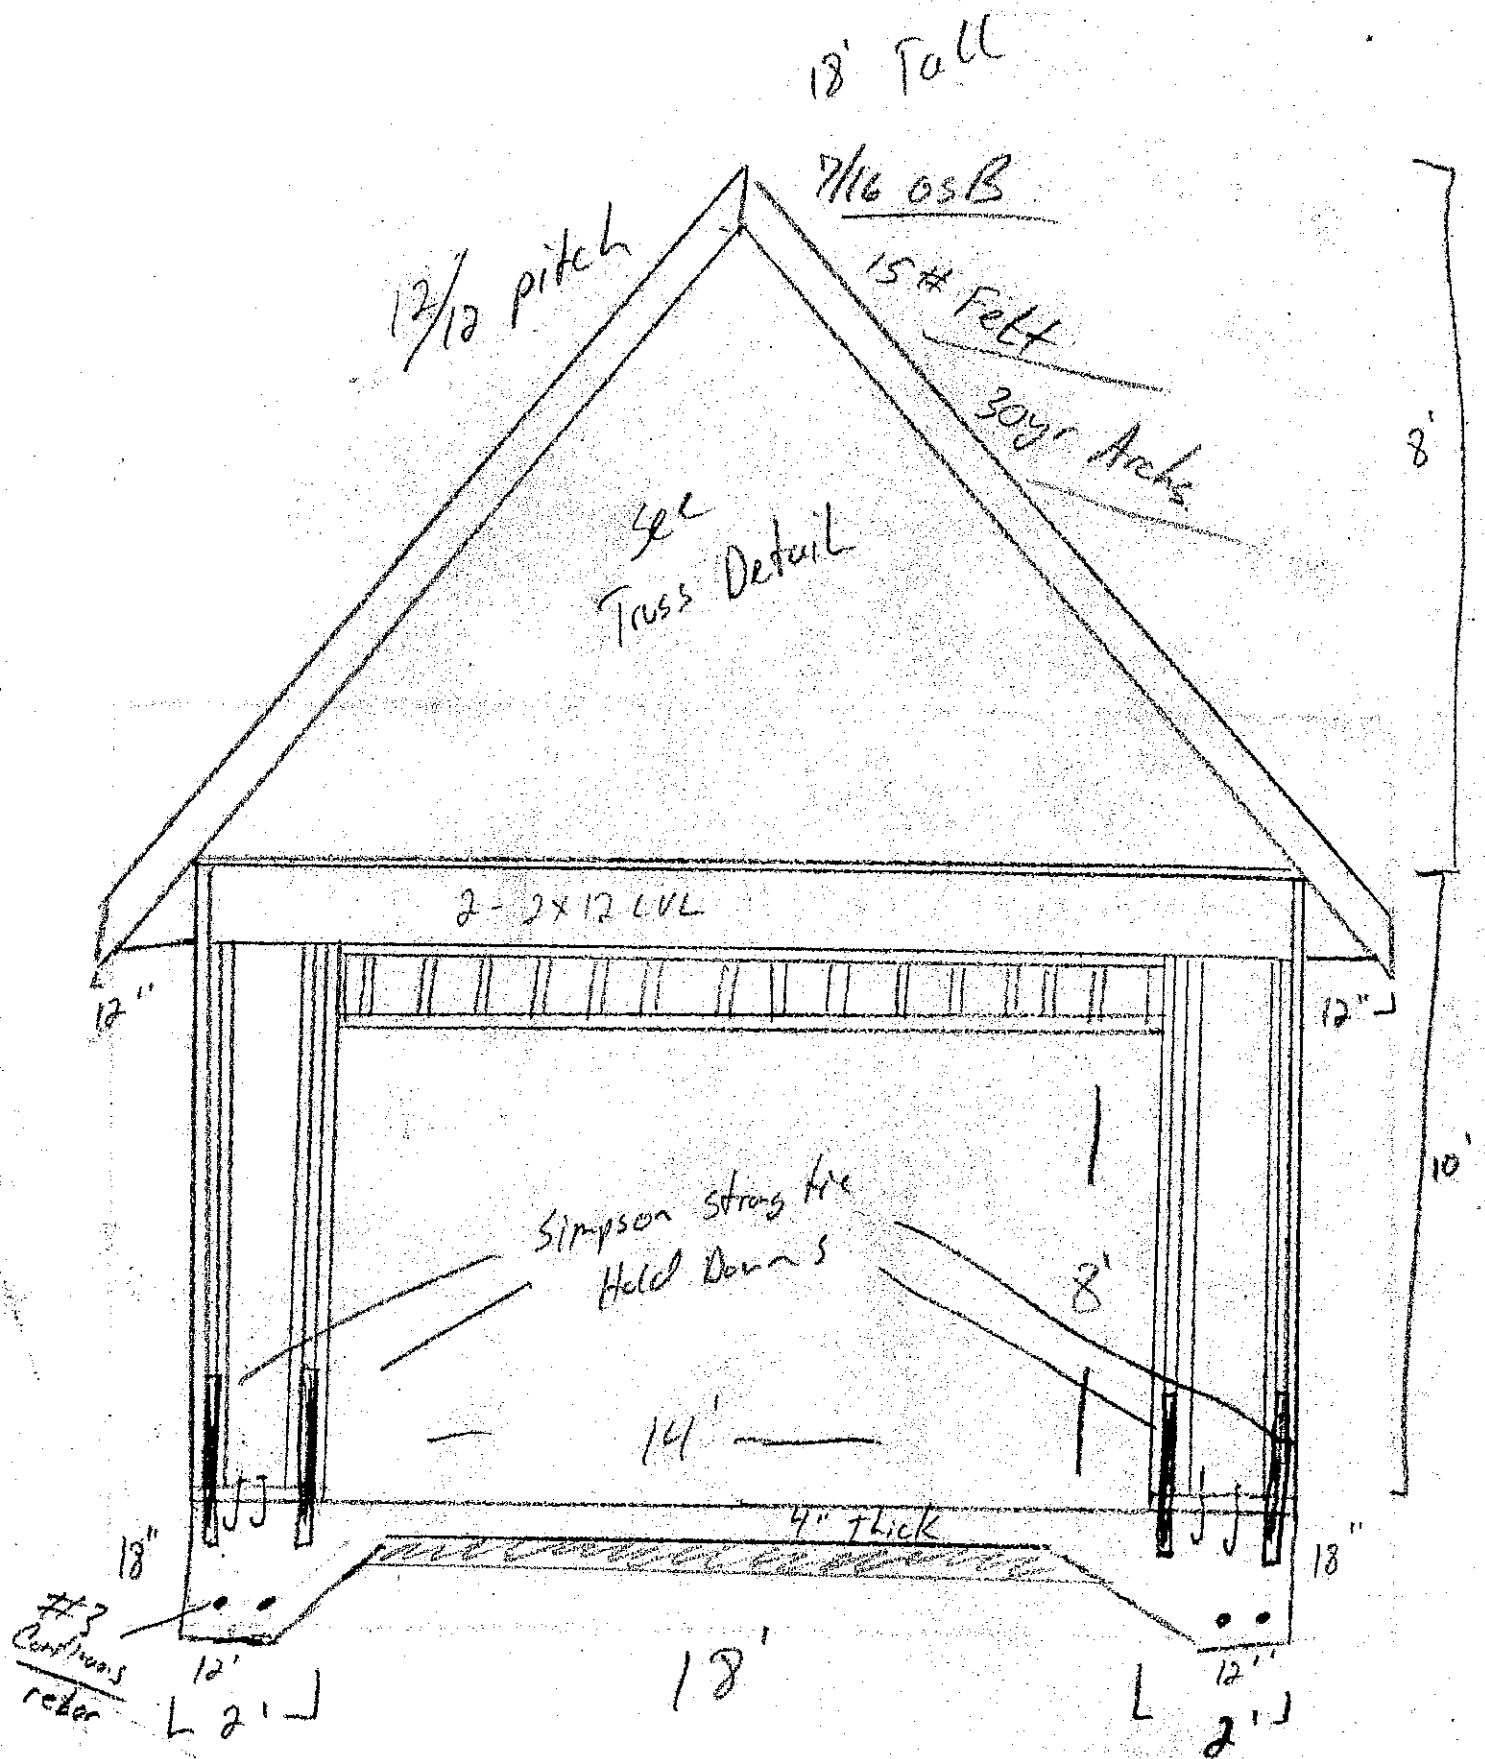 18' Tall
7/16 OSB
12/12 pitch
15# Felt
30yr Archs
8'
See
Truss Detail
2 - 2x12 LVL
12"
12"
10'
Simpson strong tie
Hold Downs
8'
14'
4" thick
18"
18"
#3
rebar
12'
12"
18'
2'
2'